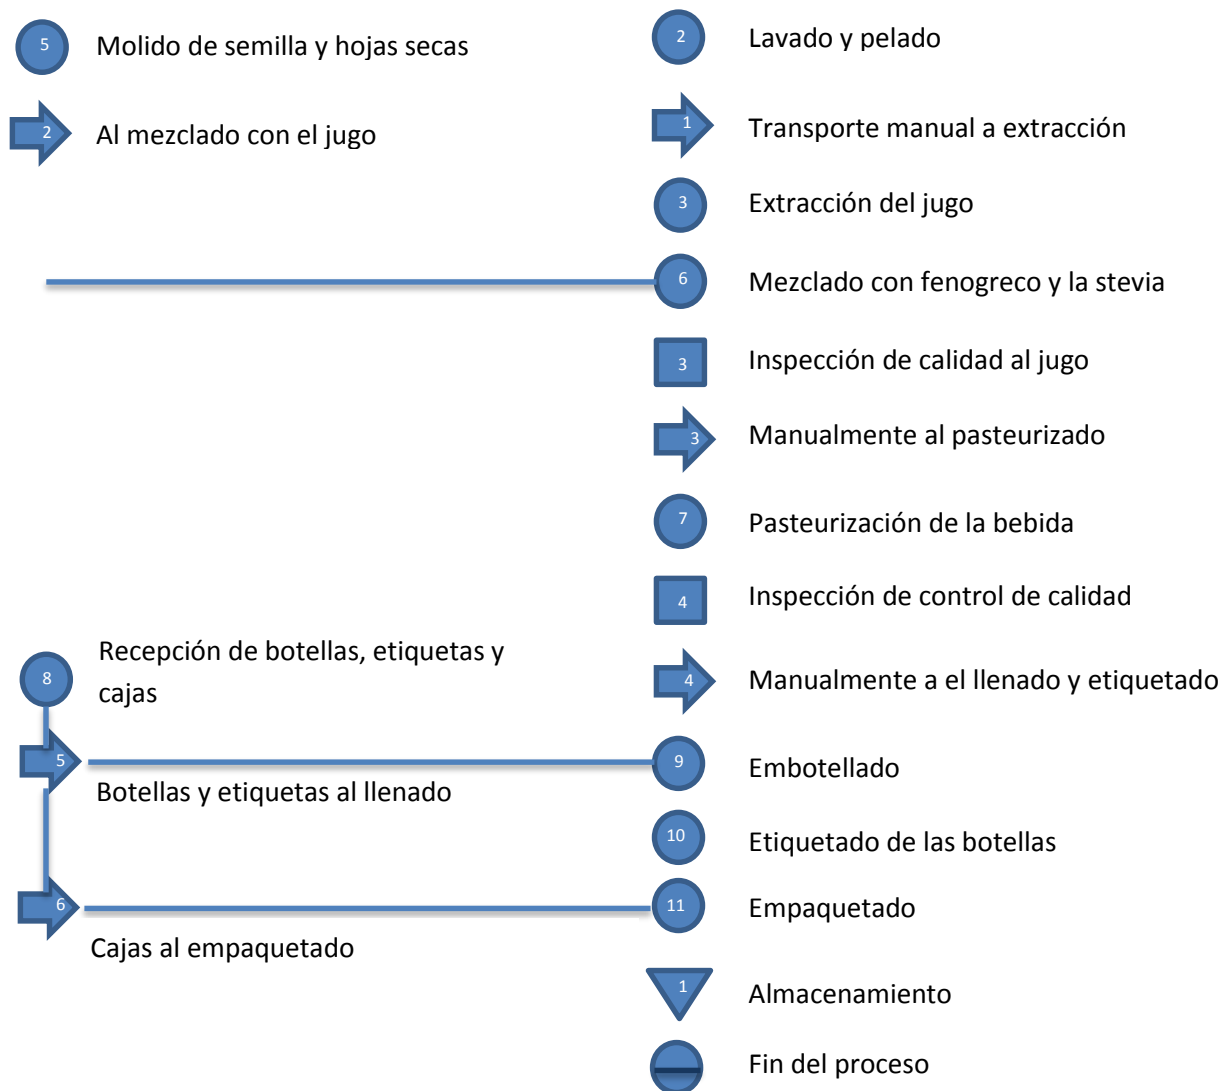 5 Molido de semilla y hojas secas
2 Al mezclado con el jugo
2 Lavado y pelado
1 Transporte manual a extracción
3 Extracción del jugo
6 Mezclado con fenogreco y la stevia
3 Inspección de calidad al jugo
3 Manualmente al pasteurizado
7 Pasteurización de la bebida
4 Inspección de control de calidad
4 Manualmente a el llenado y etiquetado
8 Recepción de botellas, etiquetas y
cajas
5
Botellas y etiquetas al llenado
9 Embotellado
10 Etiquetado de las botellas
6
Cajas al empaquetado
11 Empaquetado
1 Almacenamiento
Fin del proceso